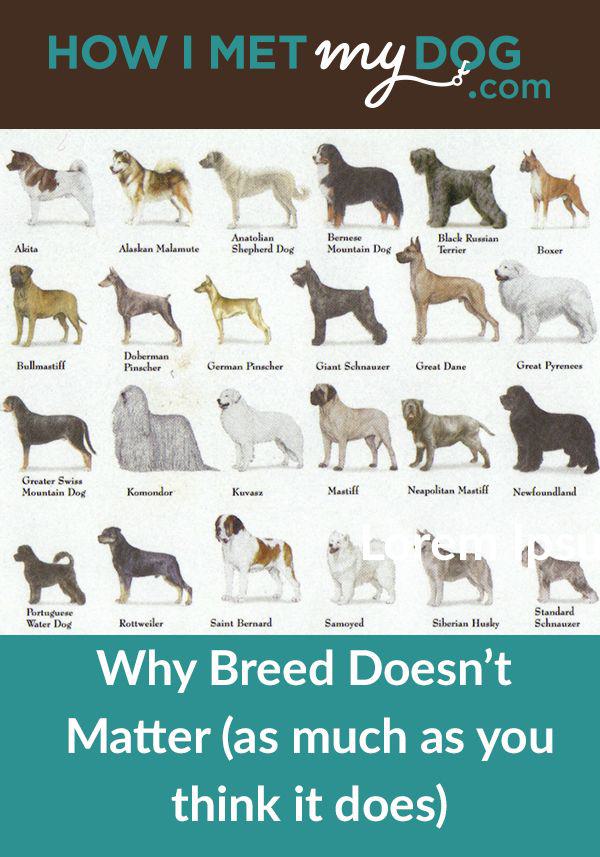 HOW I MET my DOG
.com
Akita
Alaskan Malamute
Anatolian
Shepherd Dog
Bernese
Mountain Dog
Black Russian
Terrier
Boxer
Bullmastiff
Doberman
Pinscher
German Pinscher
Giant Schnauzer
Great Dane
Great Pyrenees
Greater Swiss
Mountain Dog
Komondor
Kuvasz
Mastiff
Neapolitan Mastiff
Newfoundland
Lorem Ipsu
Portuguese
Water Dog
Rottweiler
Saint Bernard
Samoyed
Siberian Husky
Standard
Schnauzer
Why Breed Doesn’t
Matter (as much as you
think it does)